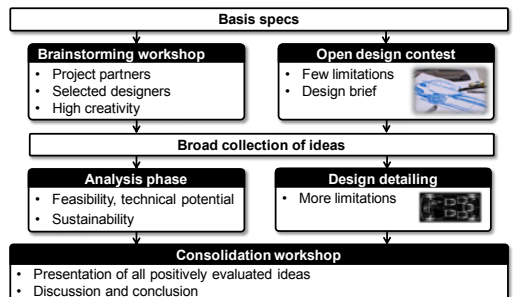 Basis specs
Brainstorming workshop
• Project partners
• Selected designers
• High creativity
Open design contest
• Few limitations
• Design brief
Broad collection of ideas
Analysis phase
• Feasibility, technical potential
• Sustainability
Design detailing
• More limitations
Consolidation workshop
• Presentation of all positively evaluated ideas
• Discussion and conclusion